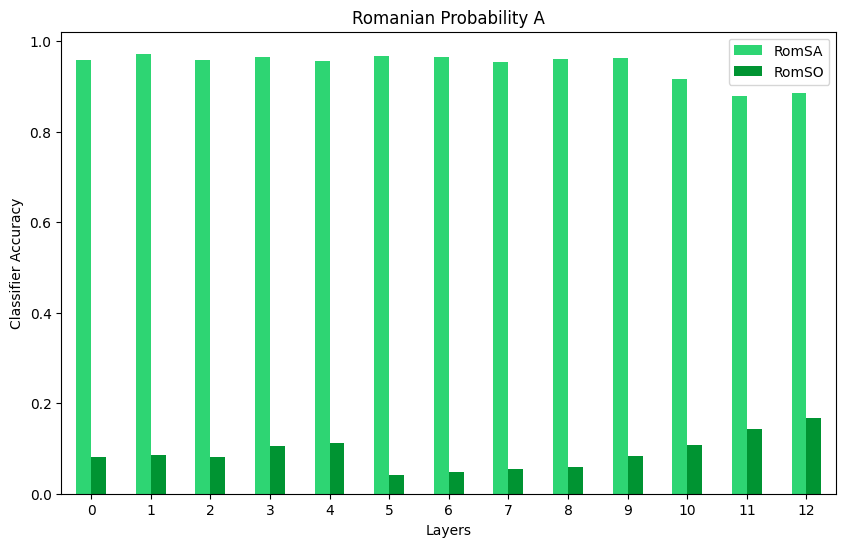 Romanian Probability A
RomSA
RomSO
Classifier Accuracy
1.0
0.8
0.6
0.4
0.2
0.0
0 1 2 3 4 5 6 7 8 9 10 11 12
Layers